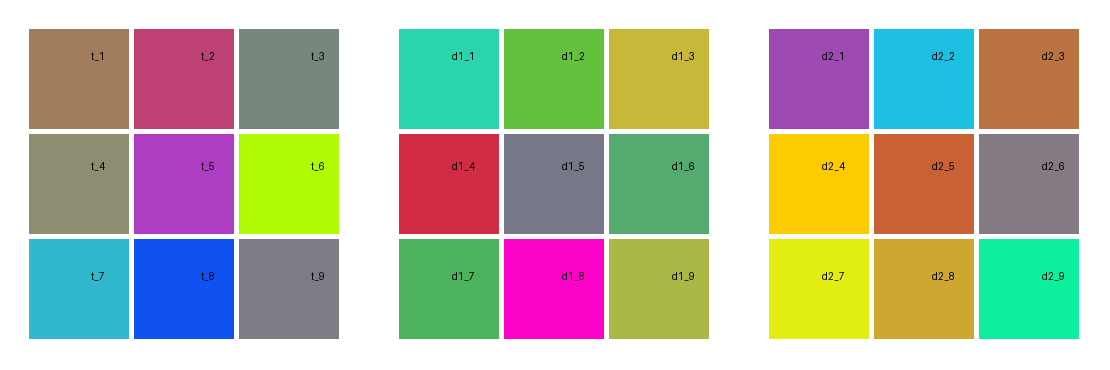 t_1 t_2 t_3 d1_1 d1_2 d1_3 d2_1 d2_2 d2_3
t_4 t_5 t_6 d1_4 d1_5 d1_6 d2_4 d2_5 d2_6
t_7 t_8 t_9 d1_7 d1_8 d1_9 d2_7 d2_8 d2_9